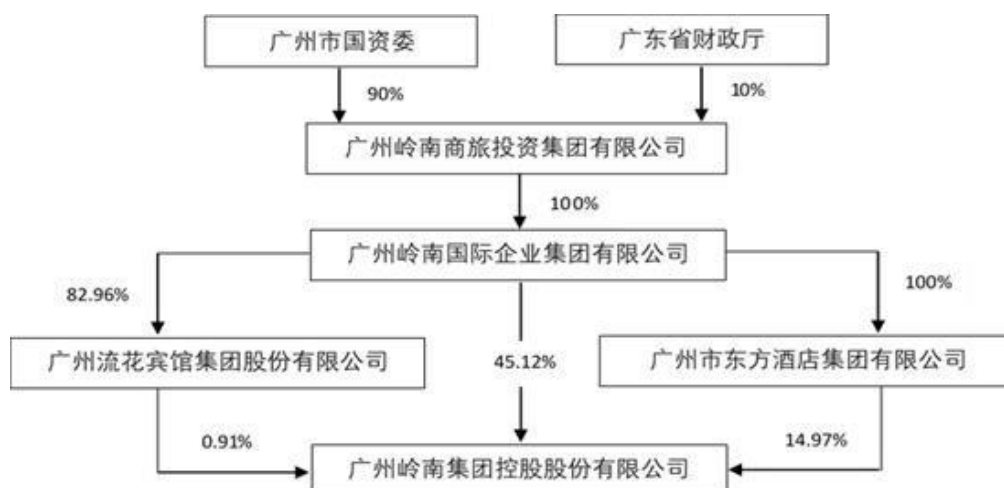 广州市国资委
广东省财政厅
90%
10%
广州岭南商旅投资集团有限公司
100%
广州岭南国际企业集团有限公司
82.96%
100%
广州流花宾馆集团股份有限公司
45.12%
广州市东方酒店集团有限公司
0.91%
14.97%
广州岭南集团控股股份有限公司